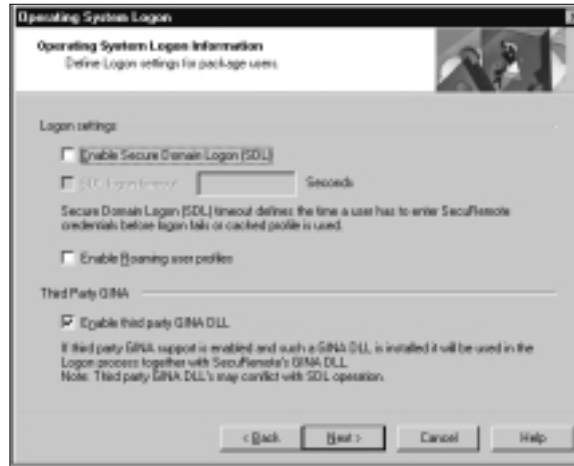 Operating System Logon
Operating System Logon Information
Define Logon settings for package users.
Logon settings
Enable Secure Domain Logon (SDL)
SDL logon timeout
Seconds
Secure Domain Logon (SDL) timeout defines the time a user has to enter SecuRemote
credentials before logon fails or cached profile is used.
Enable Roaming user profiles
Third Party GINA
Enable third party GINA DLL
If third party GINA support is enabled and such a GINA DLL is installed it will be used in the
Logon process together with SecuRemote's GINA DLL.
Note: Third party GINA DLL's may conflict with SDL operation.
< Back
Next >
Cancel
Help